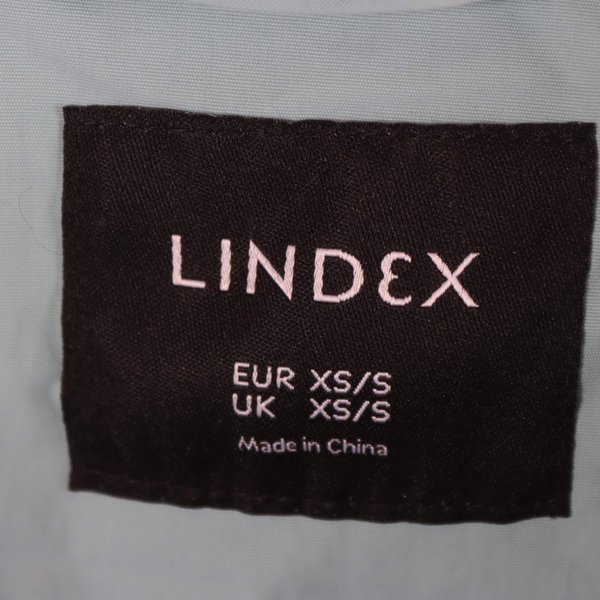 LINDEX
EUR XS/S
UK XS/S
Made in China